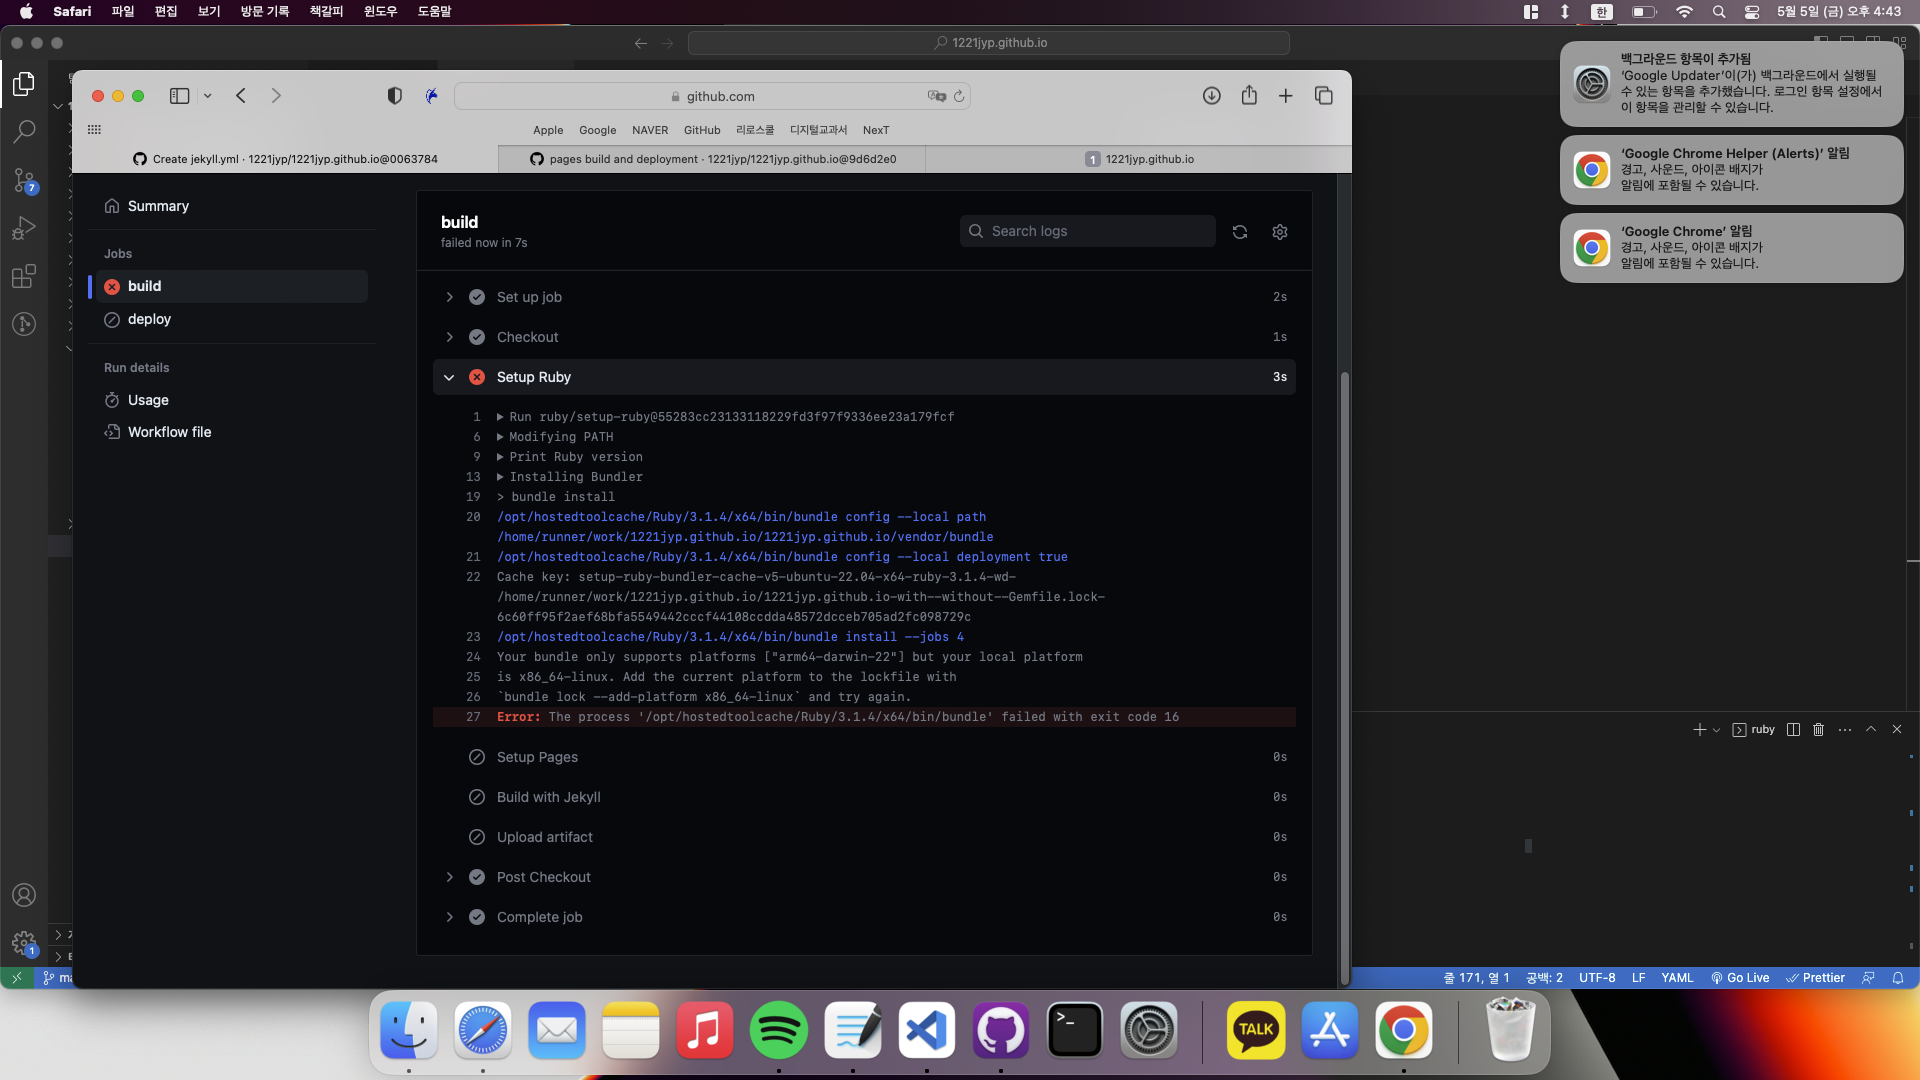 Safari 파일 편집 보기 방문 기록 책갈피 윈도우 도움말
한
5월 5일 (금) 오후 4:43
1221jyp.github.io
백그라운드 항목이 추가됨
‘Google Updater’이(가) 백그라운드에서 실행될
수 있는 항목을 추가했습니다. 로그인 항목 설정에서
이 항목을 관리할 수 있습니다.
‘Google Chrome Helper (Alerts)’ 알림
경고, 사운드, 아이콘 배지가
알림에 포함될 수 있습니다.
‘Google Chrome’ 알림
경고, 사운드, 아이콘 배지가
알림에 포함될 수 있습니다.
github.com
Apple Google NAVER GitHub 리로스쿨 디지털교과서 NexT
Create jekyll.yml · 1221jyp/1221jyp.github.io@0063784
pages build and deployment · 1221jyp/1221jyp.github.io@9d6d2e0
1 1221jyp.github.io
7
Summary
Jobs
build
deploy
Run details
Usage
Workflow file
build
failed now in 7s
Search logs
Set up job 2s
Checkout 1s
Setup Ruby 3s
1 Run ruby/setup-ruby@55283cc23133118229fd3f97f9336ee23a179fcf
6 Modifying PATH
9 Print Ruby version
13 Installing Bundler
19 > bundle install
20 /opt/hostedtoolcache/Ruby/3.1.4/x64/bin/bundle config --local path
/home/runner/work/1221jyp.github.io/1221jyp.github.io/vendor/bundle
21 /opt/hostedtoolcache/Ruby/3.1.4/x64/bin/bundle config --local deployment true
22 Cache key: setup-ruby-bundler-cache-v5-ubuntu-22.04-x64-ruby-3.1.4-wd-
/home/runner/work/1221jyp.github.io/1221jyp.github.io-with--without--Gemfile.lock-
6c60ff95f2aef68bfa5549442cccf44108ccdda48572dcceb705ad2fc098729c
23 /opt/hostedtoolcache/Ruby/3.1.4/x64/bin/bundle install --jobs 4
24 Your bundle only supports platforms ["arm64-darwin-22"] but your local platform
25 is x86_64-linux. Add the current platform to the lockfile with
26 `bundle lock --add-platform x86_64-linux` and try again.
27 Error: The process '/opt/hostedtoolcache/Ruby/3.1.4/x64/bin/bundle' failed with exit code 16
Setup Pages 0s
Build with Jekyll 0s
Upload artifact 0s
Post Checkout 0s
Complete job 0s
ruby
1
줄 171, 열 1 공백: 2 UTF-8 LF YAML Go Live Prettier
>_
TALK